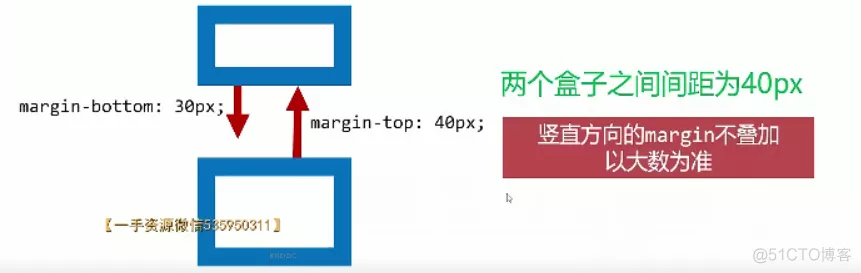 margin-bottom: 30px;
margin-top: 40px;
两个盒子之间间距为40px
竖直方向的margin不叠加
以大数为准
【一手资源微信535950311】
@51CTO博客